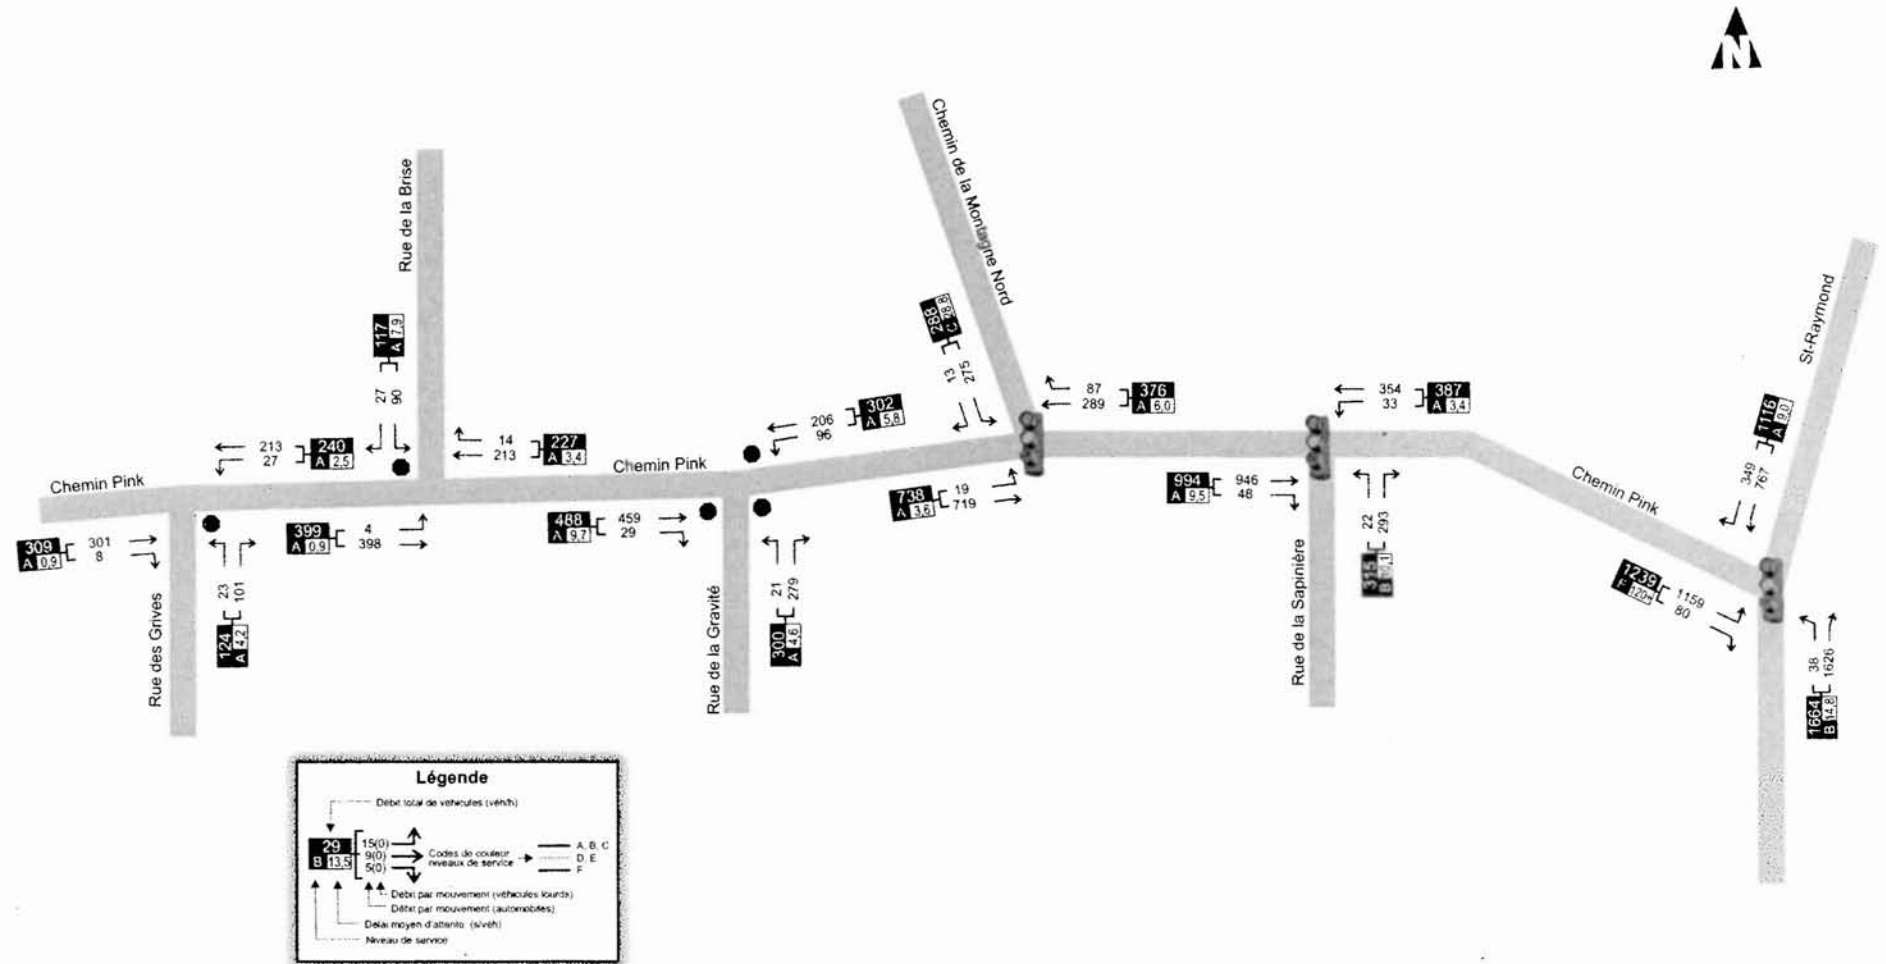 N
Chemin de la Montagne Nord
Rue de la Brise
St-Raymond
117
A 7,9
27
90
288
C 28,8
13
275
87
289
376
A 6,0
354
33
387
A 3,4
1116
A 9,0
349
767
206
96
302
A 5,8
213
27
240
A 2,5
14
213
227
A 3,4
Chemin Pink
Chemin Pink
Chemin Pink
309
A 0,9
301
8
399
A 0,9
4
398
488
A 9,7
459
29
738
A 3,6
19
719
994
A 9,5
946
48
22
293
315
B
1239
F 120+
1159
80
23
101
124
A 4,2
21
279
300
A 4,6
38
1626
1664
B 14,8
Rue des Grives
Rue de la Gravité
Rue de la Sapinière
Légende
Débit total de véhicules (véh/h)
29
B 13,5
15(0)
9(0)
5(0)
Codes de couleur
niveaux de service
A, B, C
D, E
F
Débit par mouvement (véhicules lourds)
Débit par mouvement (automobiles)
Délai moyen d'attente (s/véh)
Niveau de service